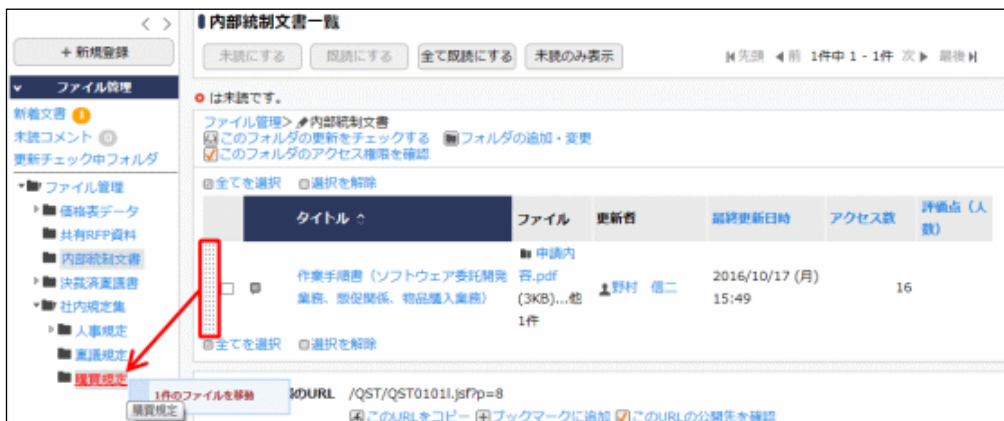 内部統制文書一覧
+ 新規登録
未読にする 既読にする 全て既読にする 未読のみ表示
先頭 前 1件中 1 - 1件 次 最後
ファイル管理
は未読です。
新着文書 1
未読コメント 0
更新チェック中フォルダ
ファイル管理> 内部統制文書
このフォルダの更新をチェックする フォルダの追加・変更
このフォルダのアクセス権限を確認
ファイル管理
価格表データ
共有RFP資料
内部統制文書
決裁済稟議書
社内規定集
人事規定
稟議規定
購買規定
全てを選択 選択を解除
タイトル ファイル 更新者 最終更新日時 アクセス数 評価点(人
数)
作業手順書(ソフトウェア委託開発
業務、販促関係、物品購入業務)
申請内
容.pdf
(3KB)...他
1件
野村 信二
2016/10/17 (月)
15:49
16
全てを選択 選択を解除
1件のファイルを移動
購買規定
のURL /QST/QST0101l.jsf?p=8
このURLをコピー ブックマークに追加 このURLの公開先を確認